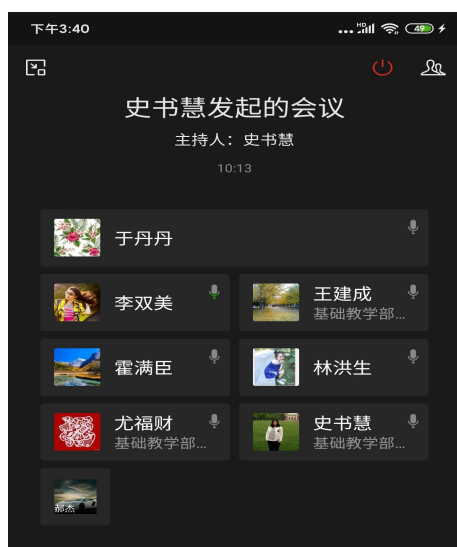 下午3:40
HD
49
史书慧发起的会议
主持人：史书慧
10:13
于丹丹
李双美
王建成
基础教学部...
霍满臣
林洪生
尤福财
基础教学部...
史书慧
基础教学部...
郝杰